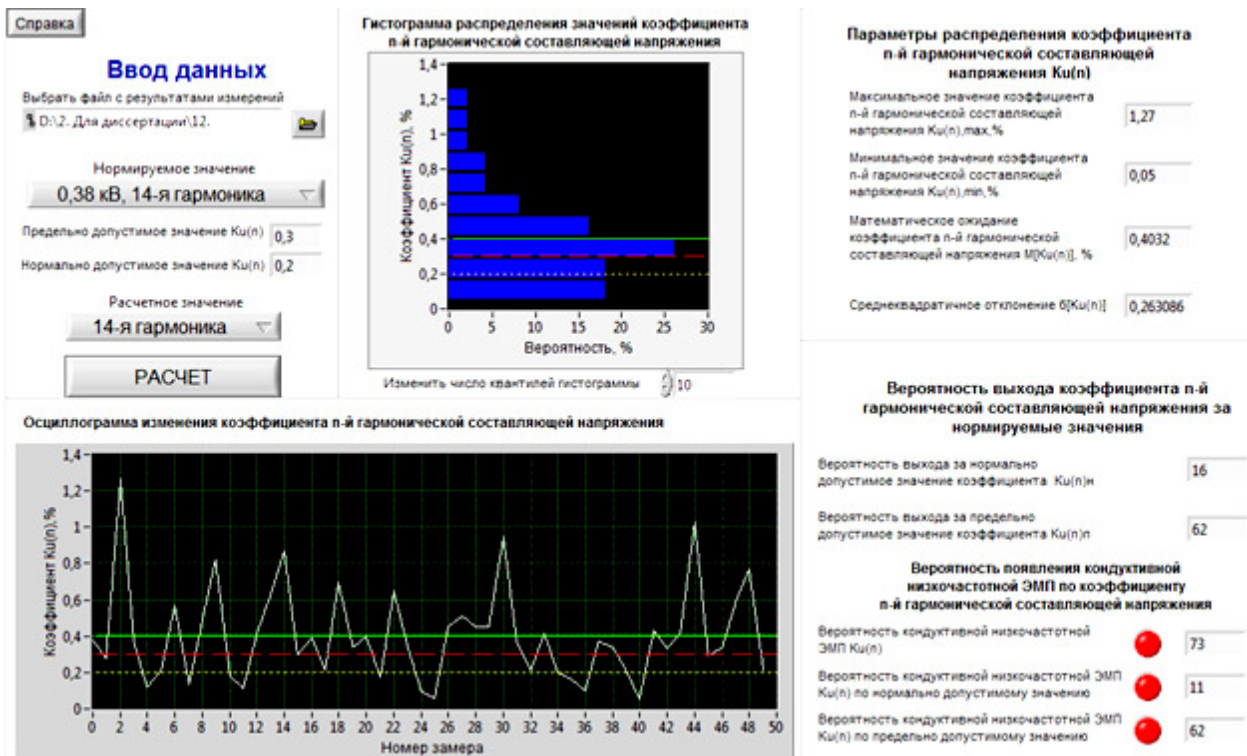 Справка
Ввод данных
Выбрать файл с результатами измерений
D:\2. Для диссертации\12.
Нормируемое значение
0,38 кВ, 14-я гармоника
Предельно допустимое значение Ku(n) 0,3
Нормально допустимое значение Ku(n) 0,2
Расчетное значение
14-я гармоника
РАСЧЕТ
Гистограмма распределения значений коэффициента
n-й гармонической составляющей напряжения
Коэффициент Ku(n), %
1,4
1,2
1
0,8
0,6
0,4
0,2
0
0 5 10 15 20 25 30
Вероятность, %
Изменить число квантилей гистограммы 10
Параметры распределения коэффициента
n-й гармонической составляющей
напряжения Ku(n)
Максимальное значение коэффициента
n-й гармонической составляющей
напряжения Ku(n),max,%
1,27
Минимальное значение коэффициента
n-й гармонической составляющей
напряжения Ku(n),min,%
0,05
Математическое ожидание
коэффициента n-й гармонической
составляющей напряжения M[Ku(n)], %
0,4032
Среднеквадратичное отклонение б[Ku(n)] 0,263086
Осциллограмма изменения коэффициента n-й гармонической составляющей напряжения
Коэффициент Ku(n),%
1,4
1,2
1
0,8
0,6
0,4
0,2
0
0 2 4 6 8 10 12 14 16 18 20 22 24 26 28 30 32 34 36 38 40 42 44 46 48 50
Номер замера
Вероятность выхода коэффициента n-й
гармонической составляющей напряжения за
нормируемые значения
Вероятность выхода за нормально
допустимое значение коэффициента Ku(n)н
16
Вероятность выхода за предельно
допустимое значение коэффициента Ku(n)п
62
Вероятность появления кондуктивной
низкочастотной ЭМП по коэффициенту
n-й гармонической составляющей напряжения
Вероятность кондуктивной низкочастотной
ЭМП Ku(n)
73
Вероятность кондуктивной низкочастотной ЭМП
Ku(n) по нормально допустимому значению
11
Вероятность кондуктивной низкочастотной ЭМП
Ku(n) по предельно допустимому значению
62